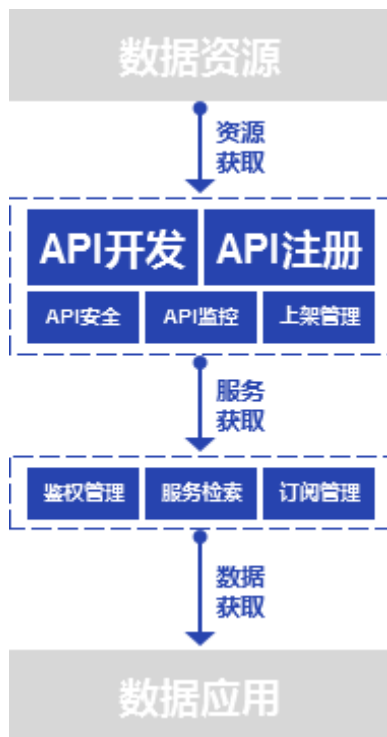 数据资源
资源
获取
API开发 API注册
API安全 API监控 上架管理
服务
获取
鉴权管理 服务检索 订阅管理
数据
获取
数据应用